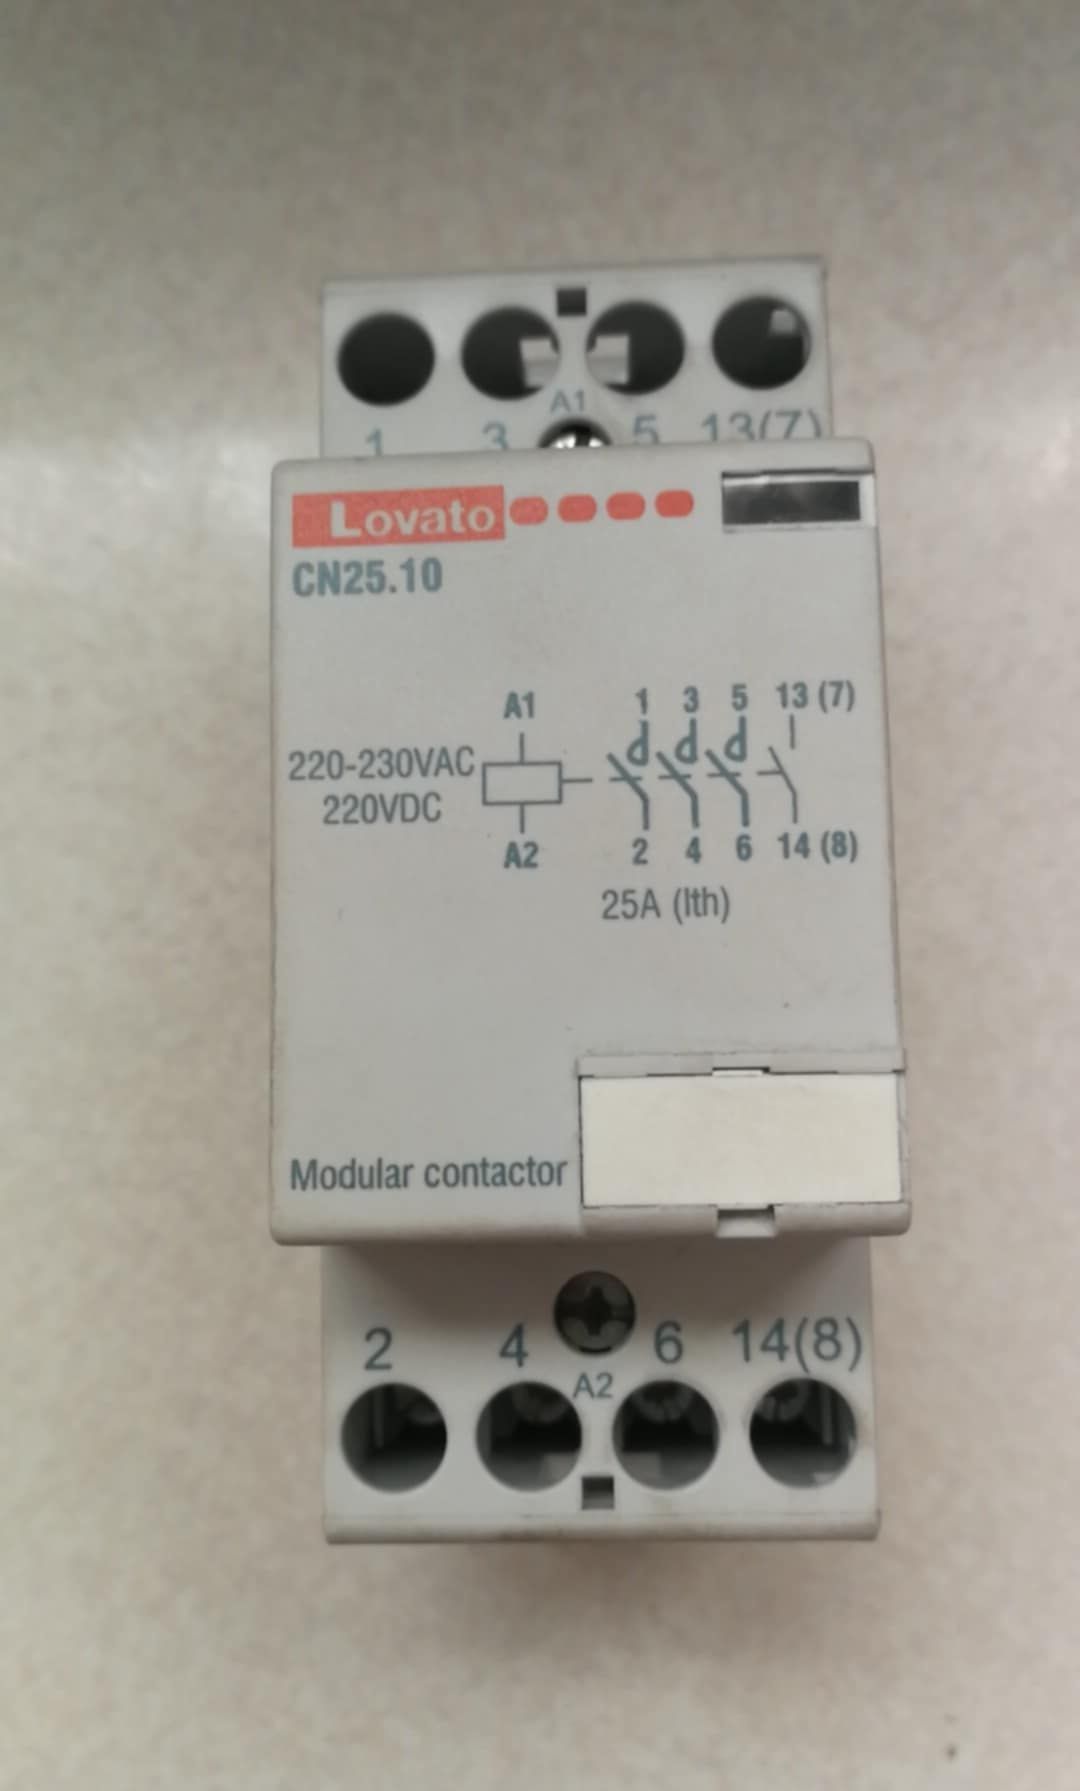 A1
1 3 5 13(7)
Lovato
CN25.10
A1 1 3 5 13 (7)
220-230VAC
220VDC
A2 2 4 6 14 (8)
25A (Ith)
Modular contactor
2 4 6 14(8)
A2